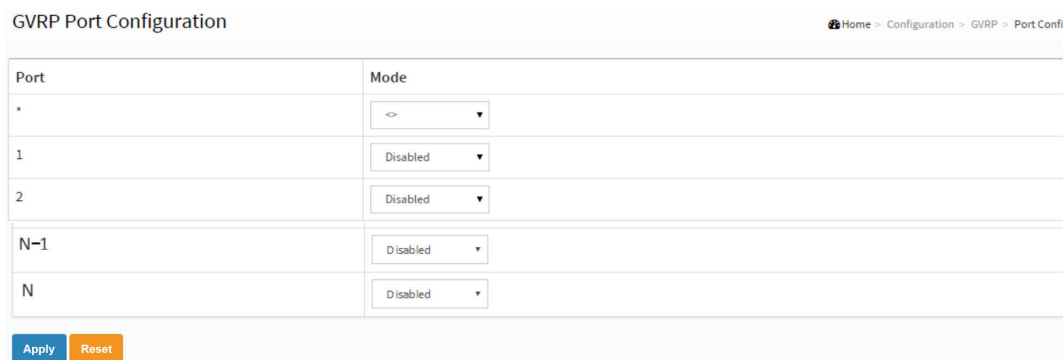 GVRP Port Configuration
Home > Configuration > GVRP > Port Confi
Port Mode
* <>
1 Disabled
2 Disabled
N-1 Disabled
N Disabled
Apply Reset